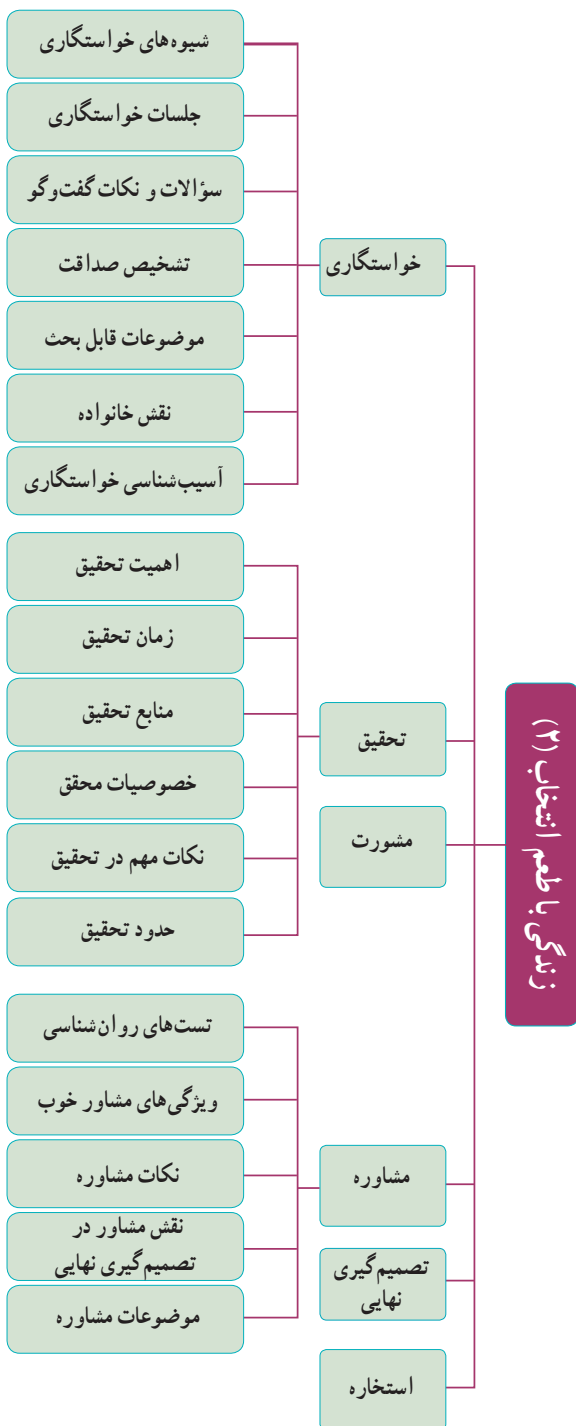 زندگی با طعم انتخاب (۲)
خواستگاری
شیوه‌های خواستگاری
جلسات خواستگاری
سؤالات و نکات گفت‌وگو
تشخیص صداقت
موضوعات قابل بحث
نقش خانواده
آسیب‌شناسی خواستگاری
تحقیق
اهمیت تحقیق
زمان تحقیق
منابع تحقیق
خصوصیات محقق
نکات مهم در تحقیق
حدود تحقیق
مشورت
مشاوره
تست‌های روان‌شناسی
ویژگی‌های مشاور خوب
نکات مشاوره
نقش مشاور در
تصمیم‌گیری نهایی
موضوعات مشاوره
تصمیم‌گیری
نهایی
استخاره